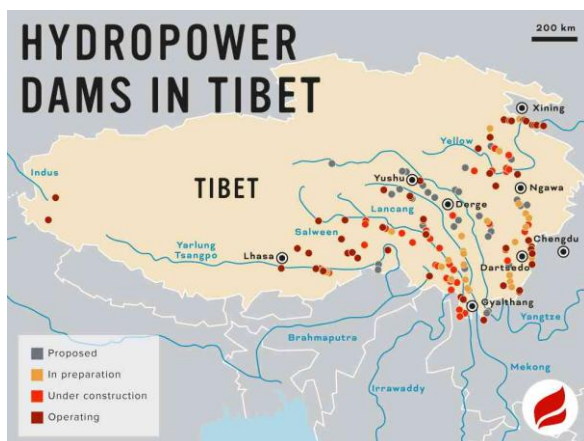 HYDROPOWER
DAMS IN TIBET
200 km
Xining
Yellow
Indus
Yushu
Ngawa
TIBET
Derge
Lancang
Salween
Chengdu
Yarlung
Tsangpo
Lhasa
Dartsedo
Gyalthang
Yangtze
Brahmaputra
Mekong
Irrawaddy
Proposed
In preparation
Under construction
Operating